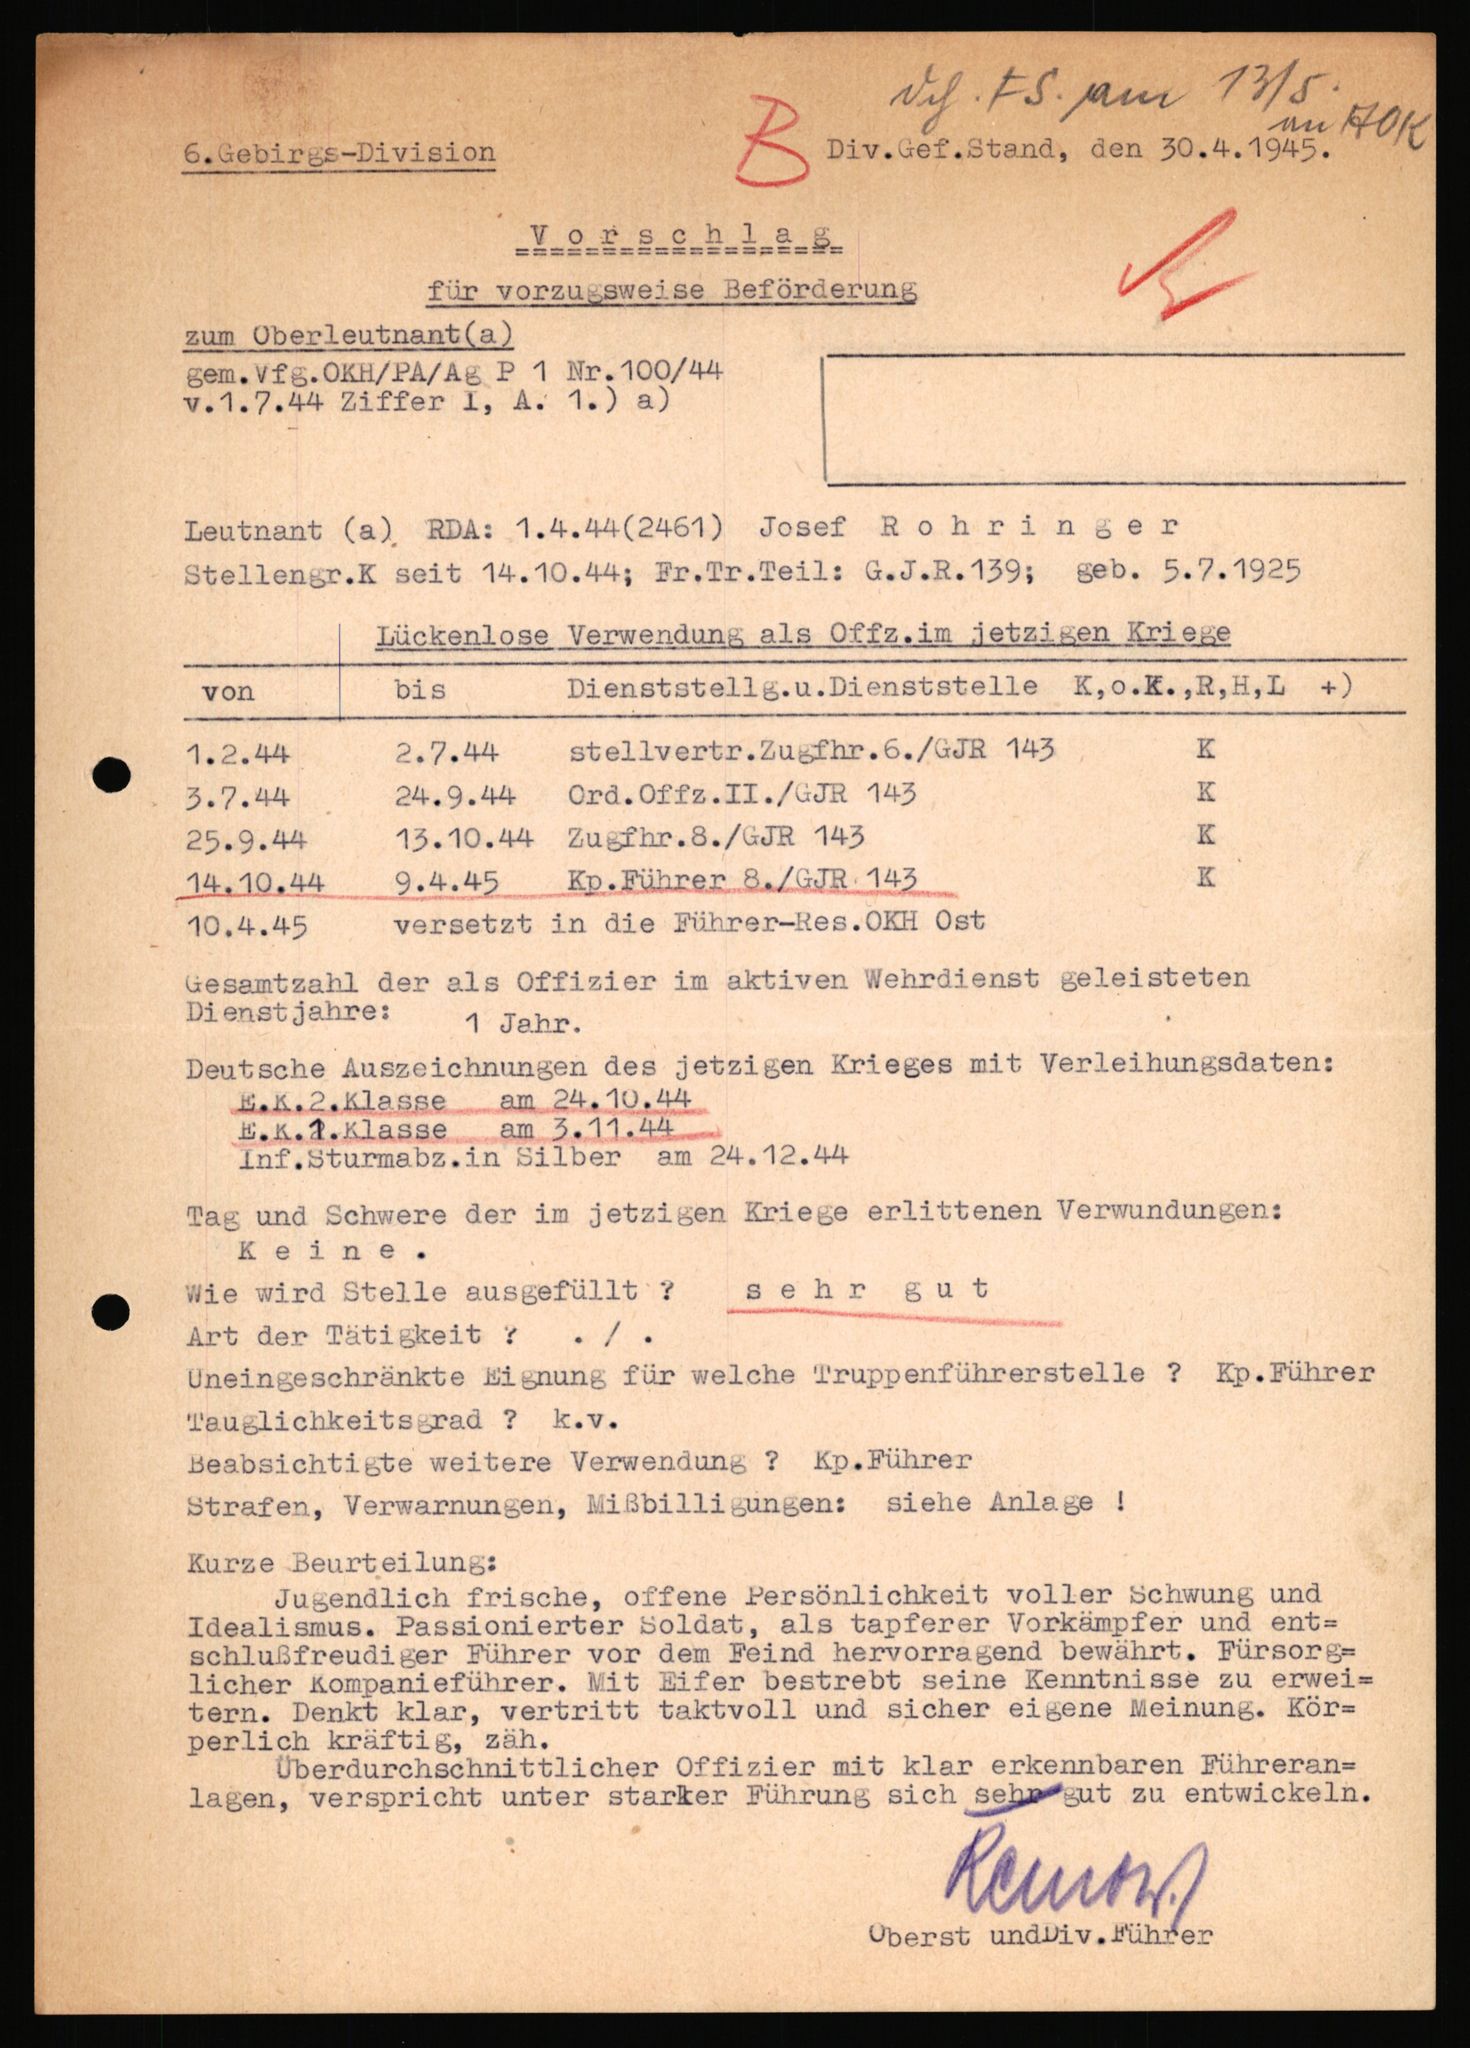 dch. FS. am 13/5.
an AOK
B
6.Gebirgs-Division
Div.Gef.Stand, den 30.4.1945.
V o r s c h l a g
für vorzugsweise Beförderung
zum Oberleutnant(a)
gem.Vfg.OKH/PA/Ag P 1 Nr.100/44
v.1.7.44 Ziffer I, A. 1.) a)
Leutnant (a) RDA: 1.4.44(2461) Josef R o h r i n g e r
Stellengr.K seit 14.10.44; Fr.Tr.Teil: G.J.R.139; geb. 5.7.1925
Lückenlose Verwendung als Offz.im jetzigen Kriege
von bis Dienststellg.u.Dienststelle K,o.K.,R,H,L +)
1.2.44 2.7.44 stellvertr.Zugfhr.6./GJR 143 K
3.7.44 24.9.44 Ord.Offz.II./GJR 143 K
25.9.44 13.10.44 Zugfhr.8./GJR 143 K
14.10.44 9.4.45 Kp.Führer 8./GJR 143 K
10.4.45 versetzt in die Führer-Res.OKH Ost
Gesamtzahl der als Offizier im aktiven Wehrdienst geleisteten
Dienstjahre: 1 Jahr.
Deutsche Auszeichnungen des jetzigen Krieges mit Verleihungsdaten:
E.K.2.Klasse am 24.10.44
E.K.1.Klasse am 3.11.44
Inf.Sturmabz.in Silber am 24.12.44
Tag und Schwere der im jetzigen Kriege erlittenen Verwundungen:
K e i n e .
Wie wird Stelle ausgefüllt ? s e h r g u t
Art der Tätigkeit ? . / .
Uneingeschränkte Eignung für welche Truppenführerstelle ? Kp.Führer
Tauglichkeitsgrad ? k.v.
Beabsichtigte weitere Verwendung ? Kp.Führer
Strafen, Verwarnungen, Mißbilligungen: siehe Anlage !
Kurze Beurteilung:
Jugendlich frische, offene Persönlichkeit voller Schwung und
Idealismus. Passionierter Soldat, als tapferer Vorkämpfer und ent=
schlußfreudiger Führer vor dem Feind hervorragend bewährt. Fürsorg=
licher Kompanieführer. Mit Eifer bestrebt seine Kenntnisse zu erwei=
tern. Denkt klar, vertritt taktvoll und sicher eigene Meinung. Kör=
perlich kräftig, zäh.
Überdurchschnittlicher Offizier mit klar erkennbaren Führeran=
lagen, verspricht unter starker Führung sich sehr gut zu entwickeln.
Oberst undDiv.Führer